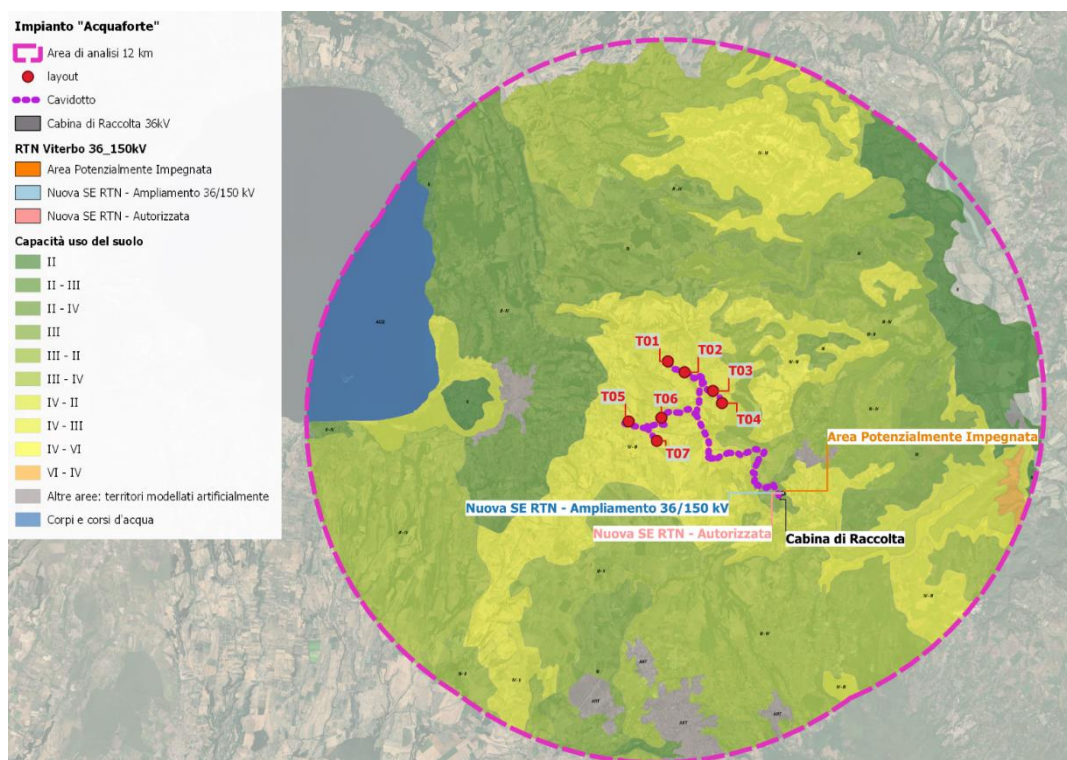 Impianto "Acquaforte"
Area di analisi 12 km
layout
Cavidotto
Cabina di Raccolta 36kV
RTN Viterbo 36_150kV
Area Potenzialmente Impegnata
Nuova SE RTN - Ampliamento 36/150 kV
Nuova SE RTN - Autorizzata
Capacità uso del suolo
II
II - III
II - IV
III
III - II
III - IV
IV - II
IV - III
IV - VI
VI - IV
Altre aree: territori modellati artificialmente
Corpi e corsi d'acqua
T01
T02
T03
T04
T05
T06
T07
Area Potenzialmente Impegnata
Nuova SE RTN - Ampliamento 36/150 kV
Nuova SE RTN - Autorizzata
Cabina di Raccolta